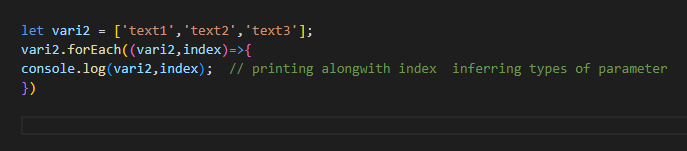 let vari2 = ['text1','text2','text3'];
vari2.forEach((vari2,index)=>{
console.log(vari2,index);  // printing alongwith index  inferring types of parameter
})